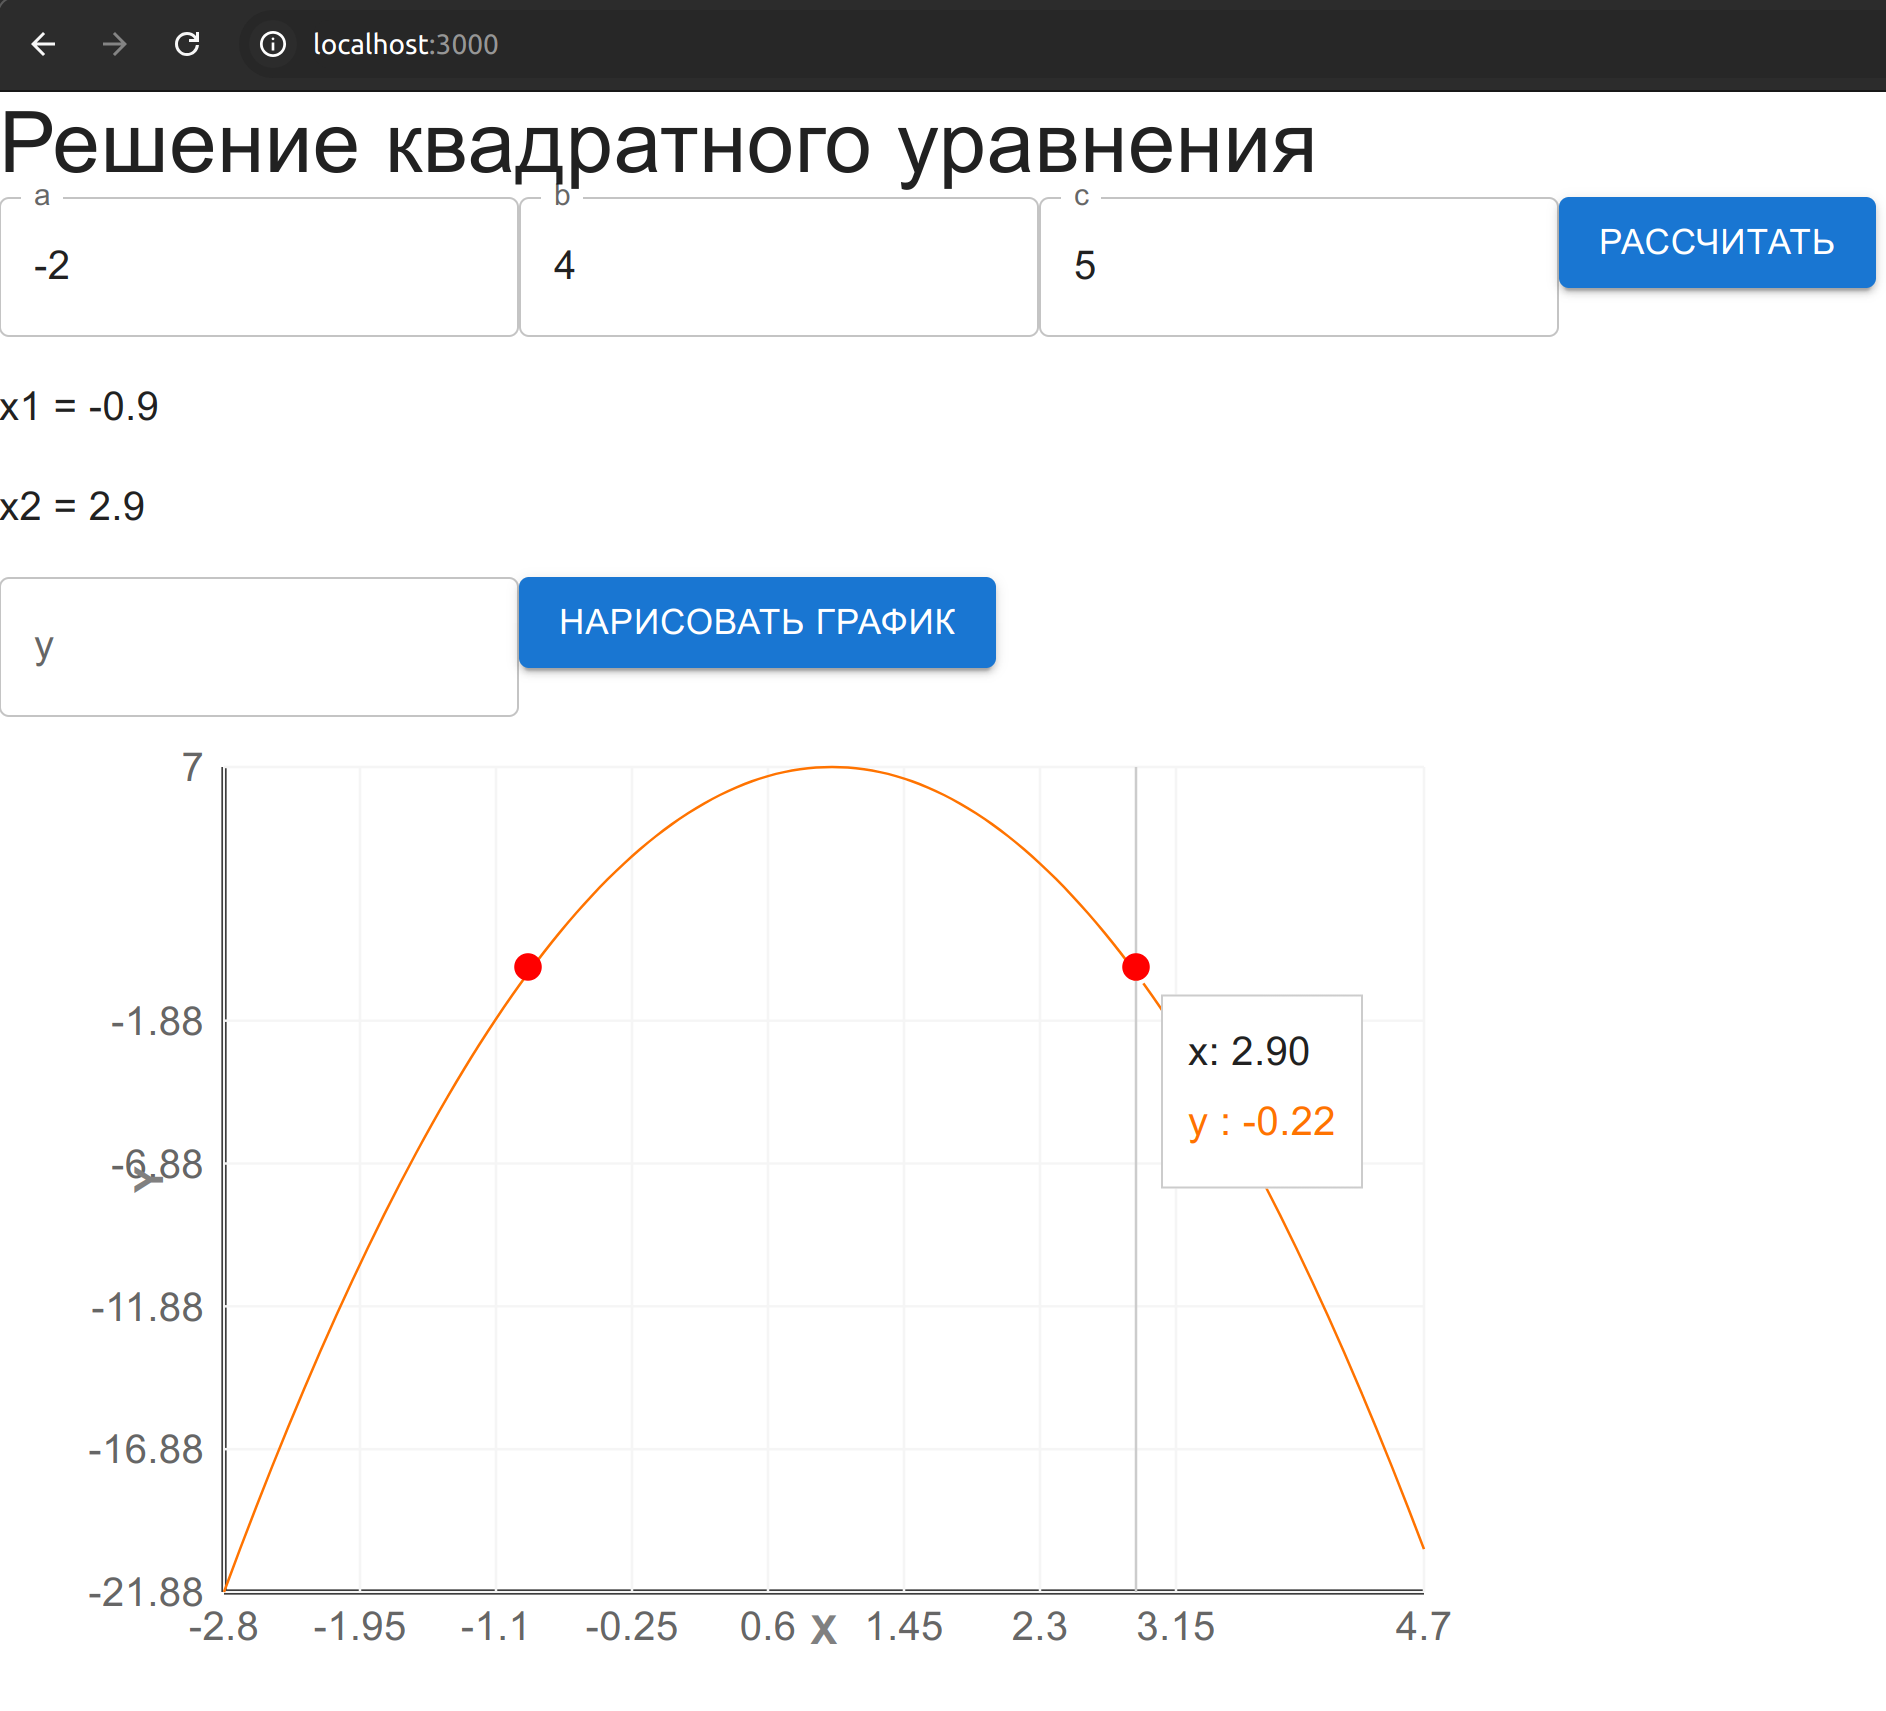 localhost:3000
Решение квадратного уравнения
a b c
-2 4 5 РАССЧИТАТЬ
x1 = -0.9
x2 = 2.9
y НАРИСОВАТЬ ГРАФИК
7
-1.88
x: 2.90
y : -0.22
-6.88
Y
-11.88
-16.88
-21.88
-2.8 -1.95 -1.1 -0.25 0.6 X 1.45 2.3 3.15 4.7